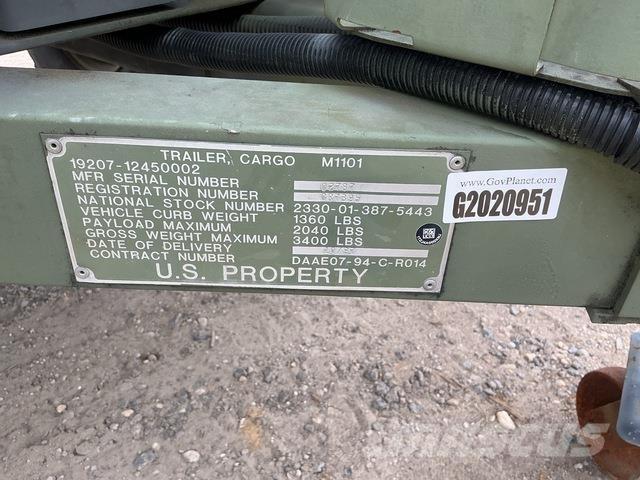 TRAILER, CARGO M1101
19207-12450002
MFR SERIAL NUMBER
REGISTRATION NUMBER
NATIONAL STOCK NUMBER 2330-01-387-5443
VEHICLE CURB WEIGHT 1360 LBS
PAYLOAD MAXIMUM 2040 LBS
GROSS WEIGHT MAXIMUM 3400 LBS
DATE OF DELIVERY
CONTRACT NUMBER DAAE07-94-C-R014
U.S. PROPERTY
www.GovPlanet.com
G2020951